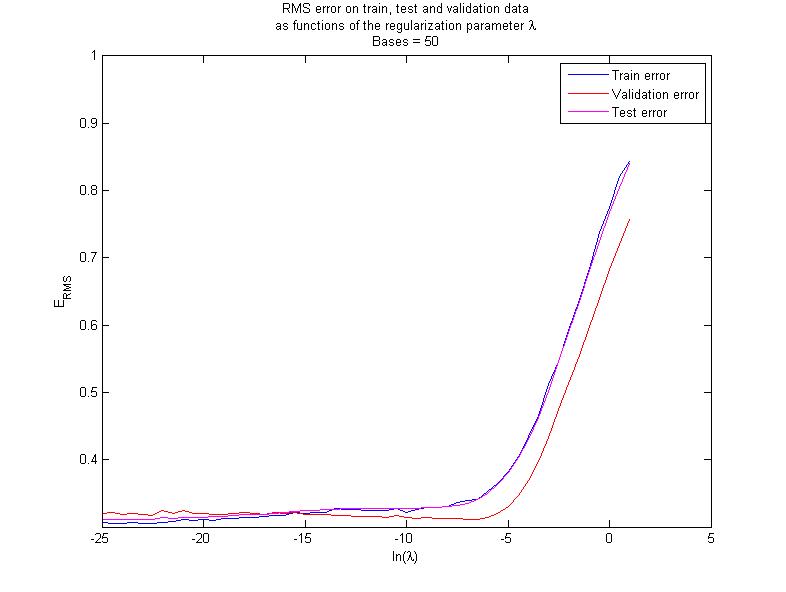 RMS error on train, test and validation data
as functions of the regularization parameter λ
Bases = 50
1
Train error
Validation error
Test error
0.9
0.8
0.7
E_RMS
0.6
0.5
0.4
-25 -20 -15 -10 -5 0 5
ln(λ)